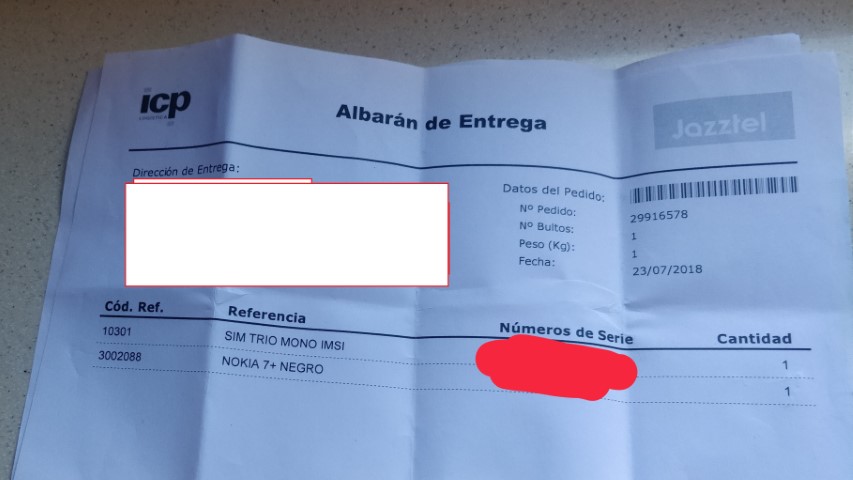 icp
LOGÍSTICA
Albarán de Entrega
Jazztel
Dirección de Entrega:
Datos del Pedido:
Nº Pedido: 29916578
Nº Bultos: 1
Peso (Kg): 1
Fecha: 23/07/2018
Cód. Ref. Referencia Números de Serie Cantidad
10301 SIM TRIO MONO IMSI 1
3002088 NOKIA 7+ NEGRO 1